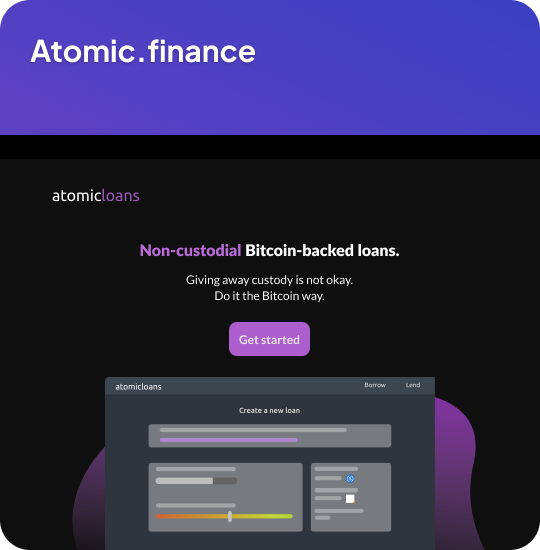 Atomic.finance
atomicloans
Non-custodial Bitcoin-backed loans.
Giving away custody is not okay.
Do it the Bitcoin way.
Get started
atomicloans
Borrow
Lend
Create a new loan